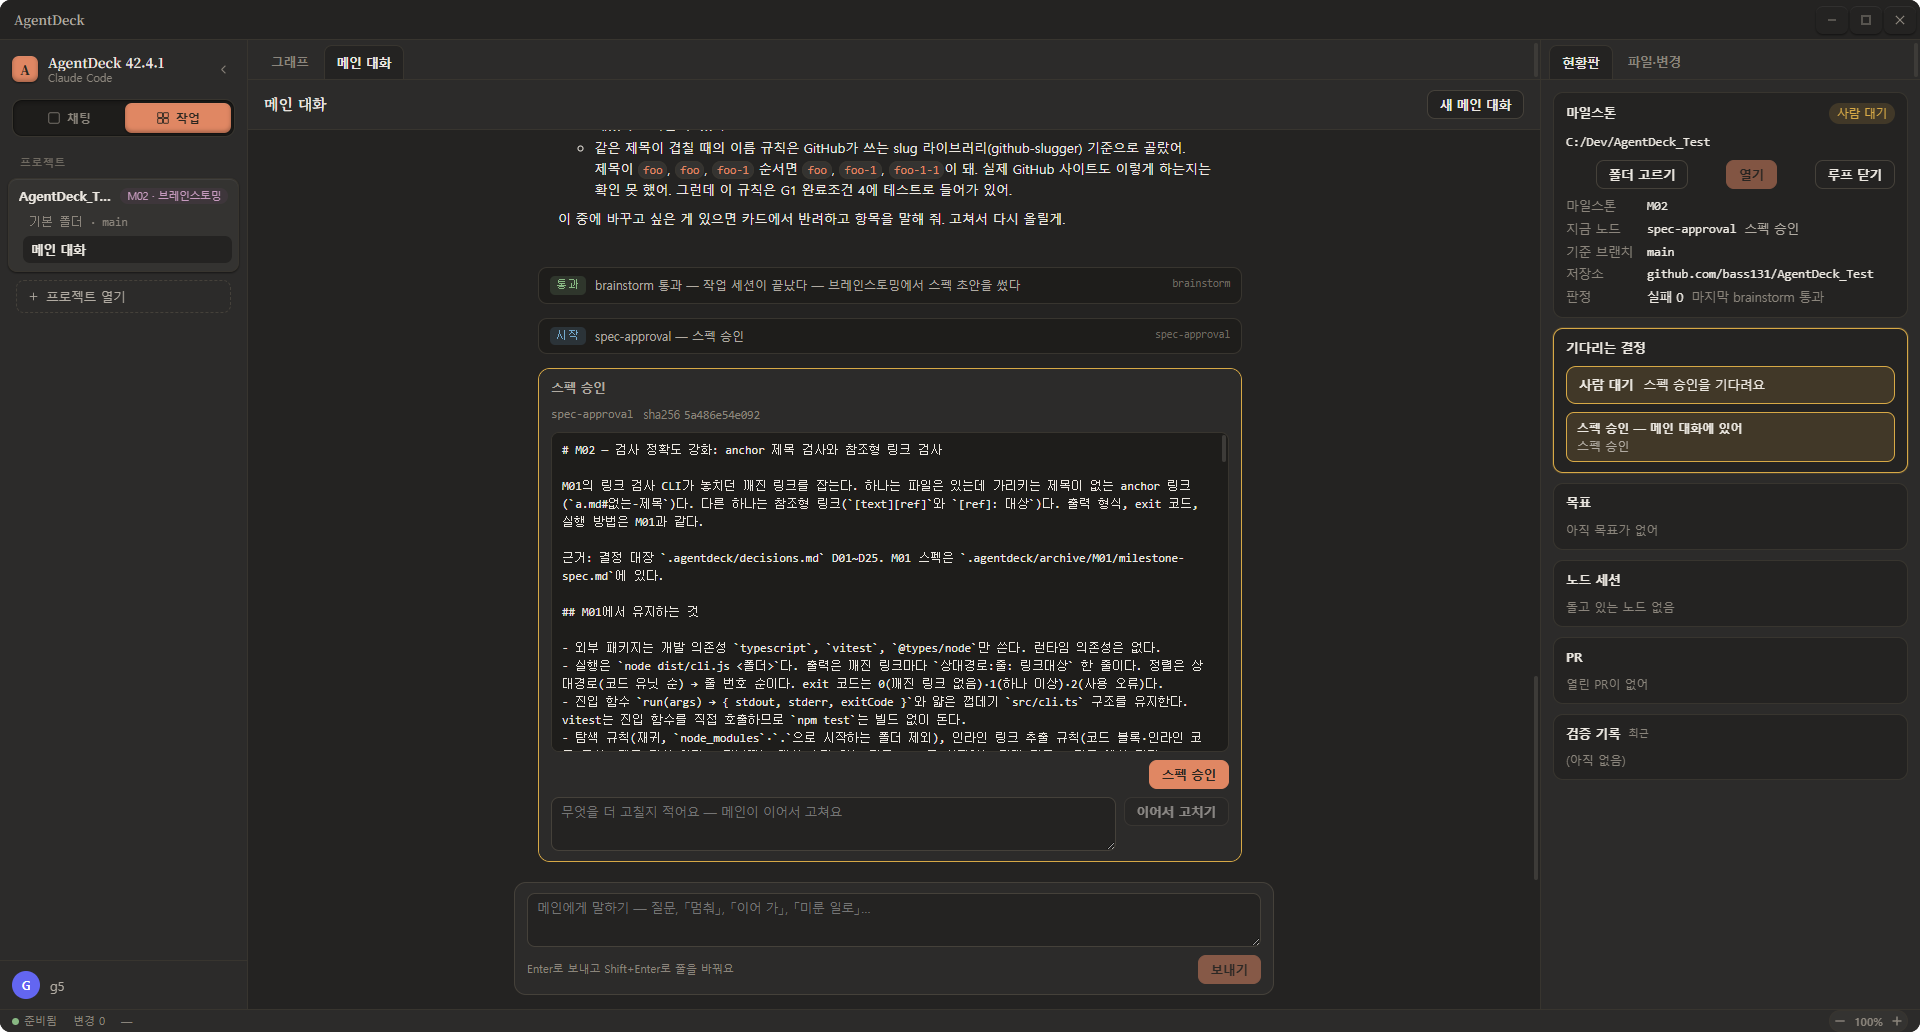 AgentDeck
A
AgentDeck 42.4.1
Claude Code
채팅
작업
프로젝트
AgentDeck_T...
M02 · 브레인스토밍
기본 폴더 · main
메인 대화
+ 프로젝트 열기
G
g5
준비됨
변경 0
—
그래프
메인 대화
메인 대화
새 메인 대화
같은 제목이 겹칠 때의 이름 규칙은 GitHub가 쓰는 slug 라이브러리(github-slugger) 기준으로 골랐어.
제목이 foo, foo, foo-1 순서면 foo, foo-1, foo-1-1이 돼. 실제 GitHub 사이트도 이렇게 하는지는
확인 못 했어. 그런데 이 규칙은 G1 완료조건 4에 테스트로 들어가 있어.
이 중에 바꾸고 싶은 게 있으면 카드에서 반려하고 항목을 말해 줘. 고쳐서 다시 올릴게.
통과 brainstorm 통과 — 작업 세션이 끝났다 — 브레인스토밍에서 스펙 초안을 썼다 brainstorm
시작 spec-approval — 스펙 승인 spec-approval
스펙 승인
spec-approval sha256 5a486e54e092
# M02 — 검사 정확도 강화: anchor 제목 검사와 참조형 링크 검사
M01의 링크 검사 CLI가 놓치던 깨진 링크를 잡는다. 하나는 파일은 있는데 가리키는 제목이 없는 anchor 링크
(`a.md#없는-제목`)다. 다른 하나는 참조형 링크(`[text][ref]`와 `[ref]: 대상`)다. 출력 형식, exit 코드,
실행 방법은 M01과 같다.
근거: 결정 대장 `.agentdeck/decisions.md` D01~D25. M01 스펙은 `.agentdeck/archive/M01/milestone-
spec.md`에 있다.
## M01에서 유지하는 것
- 외부 패키지는 개발 의존성 `typescript`, `vitest`, `@types/node`만 쓴다. 런타임 의존성은 없다.
- 실행은 `node dist/cli.js <폴더>`다. 출력은 깨진 링크마다 `상대경로:줄: 링크대상` 한 줄이다. 정렬은 상
대경로(코드 유닛 순) → 줄 번호 순이다. exit 코드는 0(깨진 링크 없음)·1(하나 이상)·2(사용 오류)다.
- 진입 함수 `run(args) → { stdout, stderr, exitCode }`와 얇은 껍데기 `src/cli.ts` 구조를 유지한다.
vitest는 진입 함수를 직접 호출하므로 `npm test`는 빌드 없이 돈다.
- 탐색 규칙(재귀, `node_modules`·`.`으로 시작하는 폴더 제외), 인라인 링크 추출 규칙(코드 블록·인라인 코
스펙 승인
무엇을 더 고칠지 적어요 — 메인이 이어서 고쳐요
이어서 고치기
메인에게 말하기 — 질문, 「멈춰」, 「이어 가」, 「미룬 일로」...
Enter로 보내고 Shift+Enter로 줄을 바꿔요
보내기
현황판
파일·변경
마일스톤
사람 대기
C:/Dev/AgentDeck_Test
폴더 고르기
열기
루프 닫기
마일스톤 M02
지금 노드 spec-approval 스펙 승인
기준 브랜치 main
저장소 github.com/bass131/AgentDeck_Test
판정 실패 0 마지막 brainstorm 통과
기다리는 결정
사람 대기 스펙 승인을 기다려요
스펙 승인 — 메인 대화에 있어
스펙 승인
목표
아직 목표가 없어
노드 세션
돌고 있는 노드 없음
PR
열린 PR이 없어
검증 기록 최근
(아직 없음)
100%